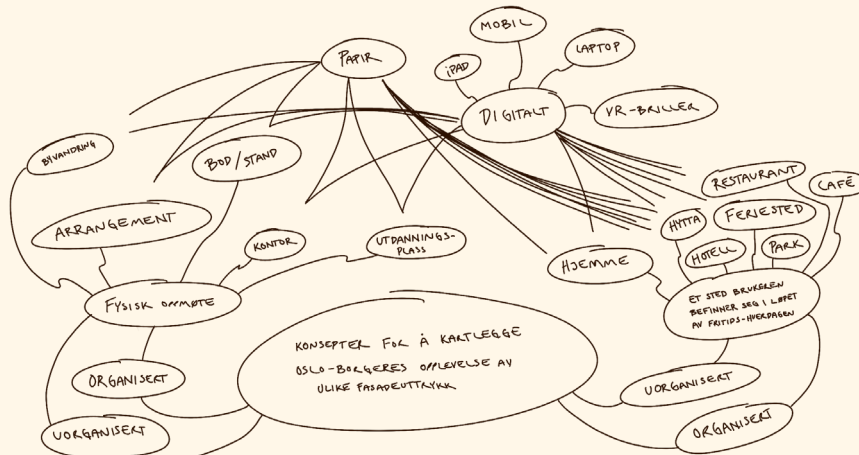 MOBIL
PAPIR
LAPTOP
iPAD
DIGITALT
VR-BRILLER
BYVANDRING
BOD/STAND
RESTAURANT
CAFÉ
ARRANGEMENT
HYTTA
FERIESTED
KONTOR
UTDANNINGS-
PLASS
HOTELL
PARK
HJEMME
FYSISK OPPMØTE
ET STED BRUKEREN
BEFINNER SEG I LØPET
AV FRITIDS-HVERDAGEN
KONSEPTER FOR Å KARTLEGGE
OSLO-BORGERES OPPLEVELSE AV
ULIKE FASADEUTTRYKK
ORGANISERT
UORGANISERT
UORGANISERT
ORGANISERT